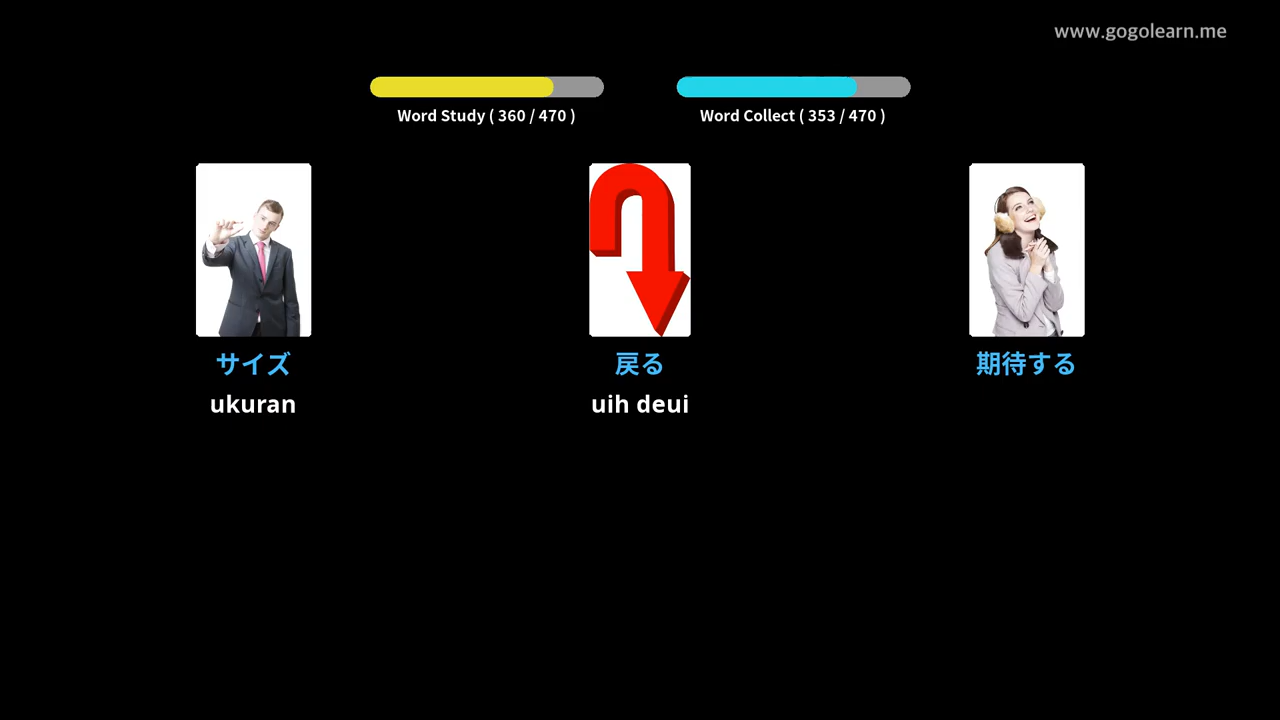 www.gogolearn.me
Word Study ( 360 / 470 )
Word Collect ( 353 / 470 )
サイズ
戻る
期待する
ukuran
uih deui